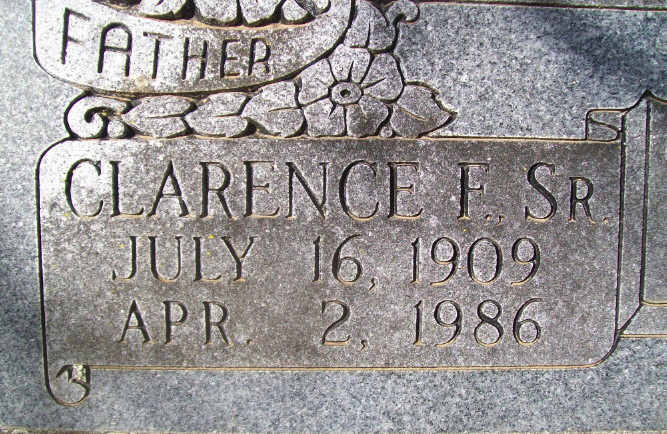 FATHER
CLARENCE F., SR.
JULY 16, 1909
APR. 2, 1986